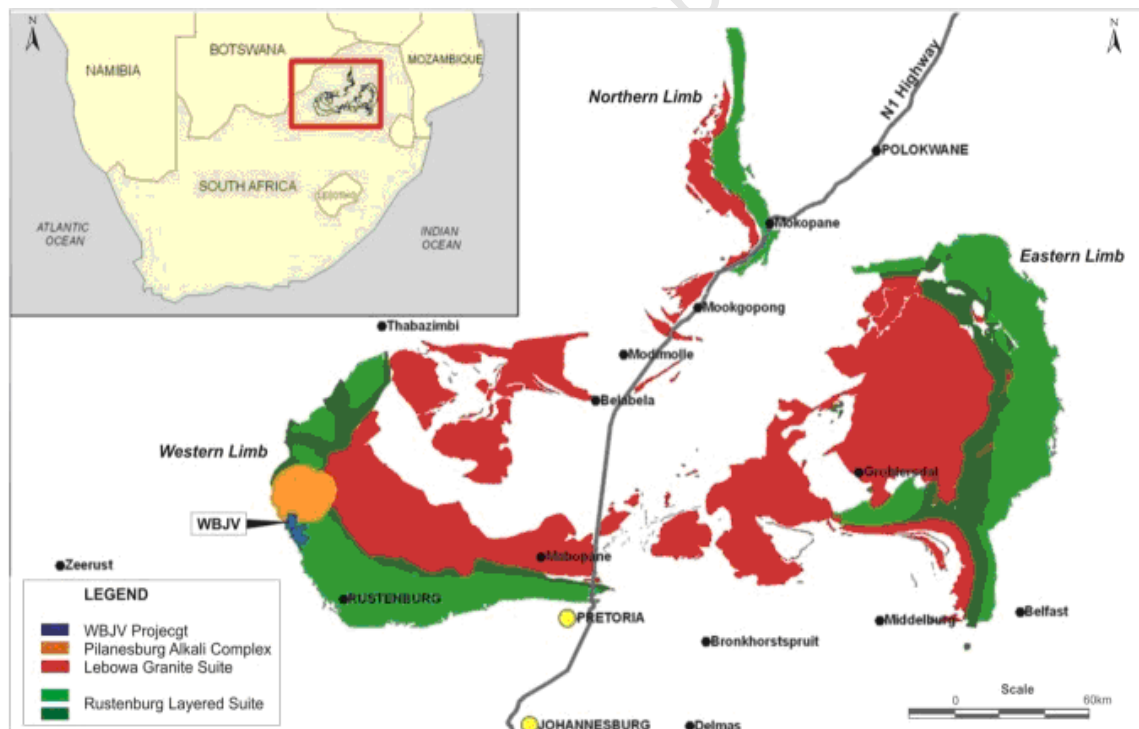 N
BOTSWANA
NAMIBIA
MOZAMBIQUE
SOUTH AFRICA
LESOTHO
ATLANTIC
OCEAN
INDIAN
OCEAN
N
Northern Limb
N1 Highway
POLOKWANE
Mokopane
Eastern Limb
Mookgopong
Thabazimbi
Modimolle
Belabela
Western Limb
Groblersdal
WBJV
Mabopane
Zeerust
RUSTENBURG
PRETORIA
Middelburg
Belfast
Bronkhorstspruit
JOHANNESBURG
Delmas
LEGEND
WBJV Projecgt
Pilanesburg Alkali Complex
Lebowa Granite Suite
Rustenburg Layered Suite
Scale
0 60km